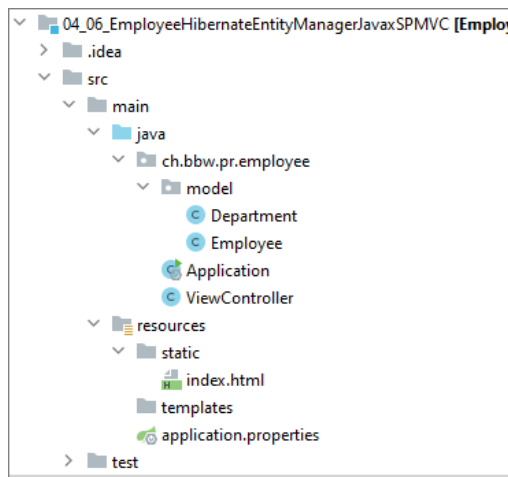 04_06_EmployeeHibernateEntityManagerJavaxSPMVC [Employ
.idea
src
main
java
ch.bbw.pr.employee
model
C Department
C Employee
C Application
C ViewController
resources
static
H index.html
templates
application.properties
test